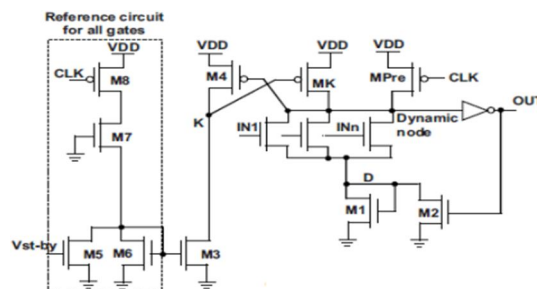 Reference circuit
for all gates
VDD
VDD
VDD
VDD
CLK
M8
M4
MK
MPre
CLK
OUT
K
IN1
INn
Dynamic
node
M7
D
M1
M2
Vst-by
M5
M6
M3